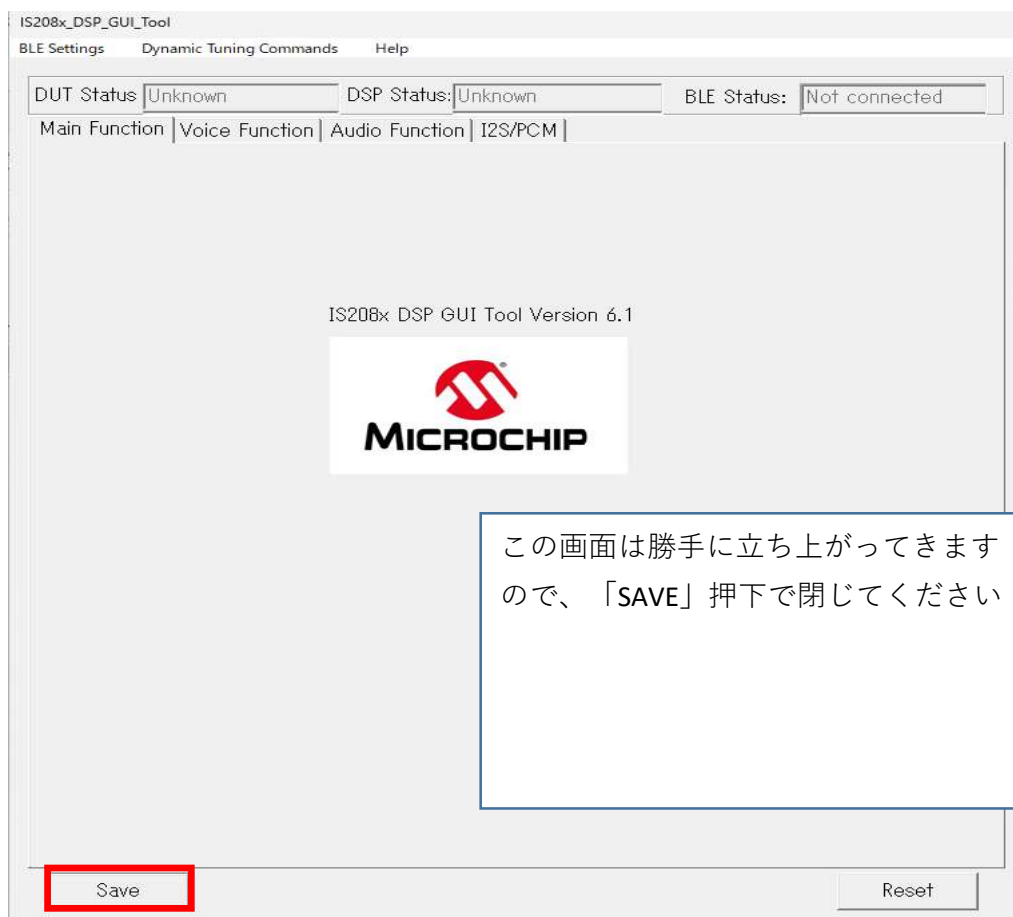 IS208x_DSP_GUI_Tool
BLE Settings Dynamic Tuning Commands Help
DUT Status Unknown DSP Status: Unknown BLE Status: Not connected
Main Function Voice Function Audio Function I2S/PCM
IS208x DSP GUI Tool Version 6.1
MICROCHIP
この画面は勝手に立ち上がってきます
ので、「SAVE」押下で閉じてください
Save Reset